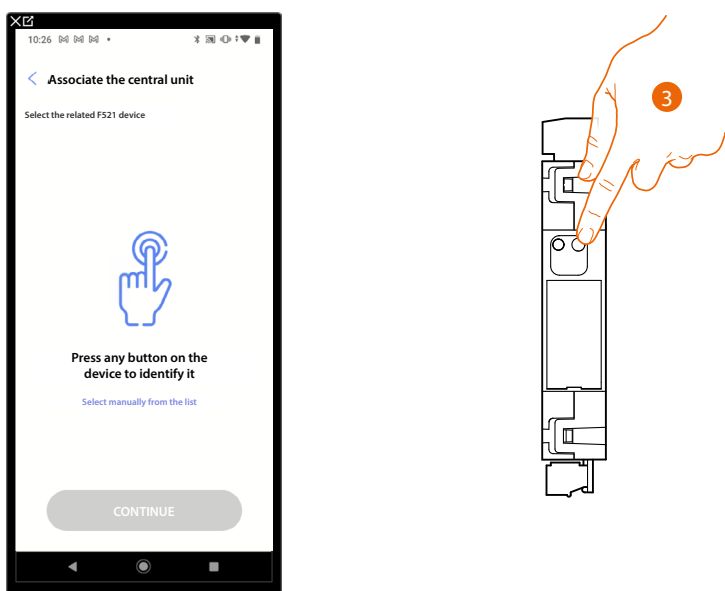 10:26
Associate the central unit
Select the related F521 device
Press any button on the
device to identify it
Select manually from the list
CONTINUE
3